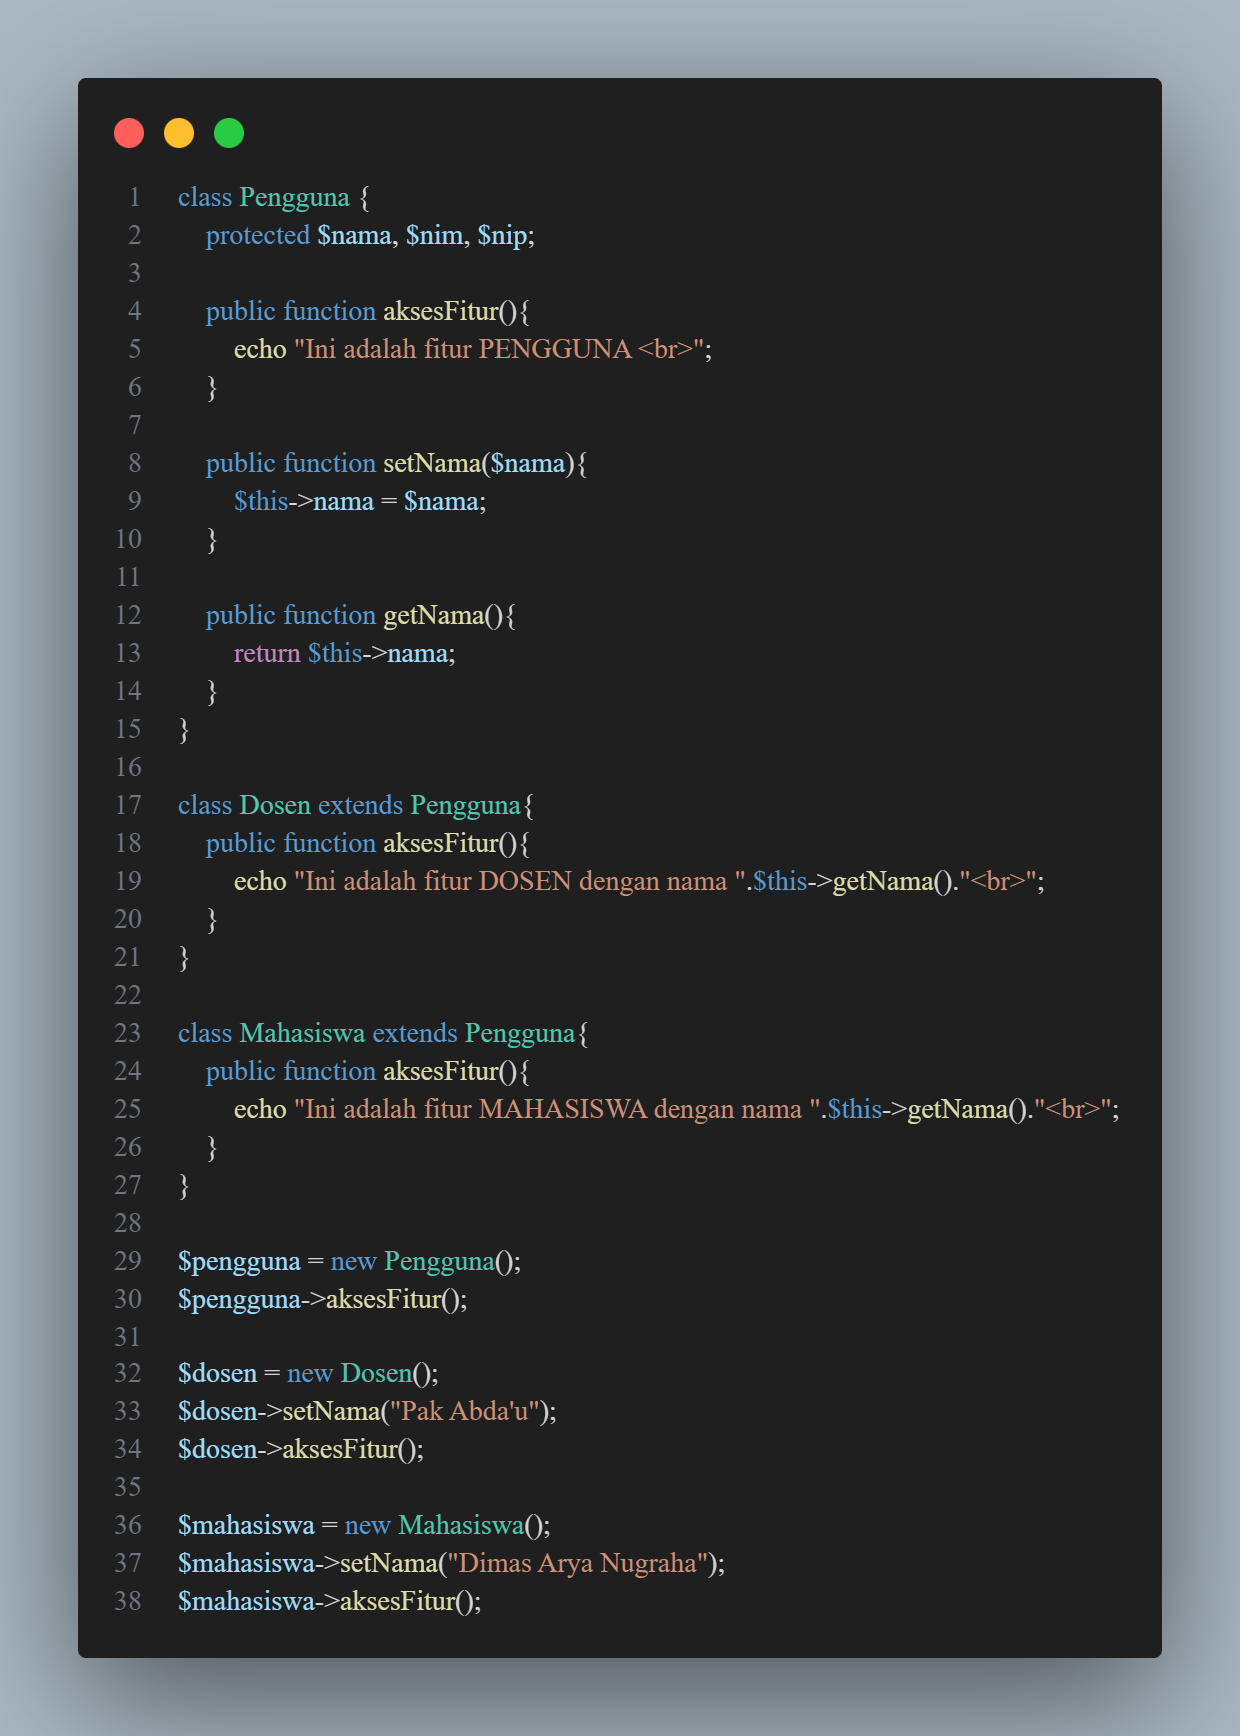 1 class Pengguna {
2 protected $nama, $nim, $nip;
3
4 public function aksesFitur(){
5 echo "Ini adalah fitur PENGGUNA <br>";
6 }
7
8 public function setNama($nama){
9 $this->nama = $nama;
10 }
11
12 public function getNama(){
13 return $this->nama;
14 }
15 }
16
17 class Dosen extends Pengguna{
18 public function aksesFitur(){
19 echo "Ini adalah fitur DOSEN dengan nama ".$this->getNama()."<br>";
20 }
21 }
22
23 class Mahasiswa extends Pengguna{
24 public function aksesFitur(){
25 echo "Ini adalah fitur MAHASISWA dengan nama ".$this->getNama()."<br>";
26 }
27 }
28
29 $pengguna = new Pengguna();
30 $pengguna->aksesFitur();
31
32 $dosen = new Dosen();
33 $dosen->setNama("Pak Abda'u");
34 $dosen->aksesFitur();
35
36 $mahasiswa = new Mahasiswa();
37 $mahasiswa->setNama("Dimas Arya Nugraha");
38 $mahasiswa->aksesFitur();